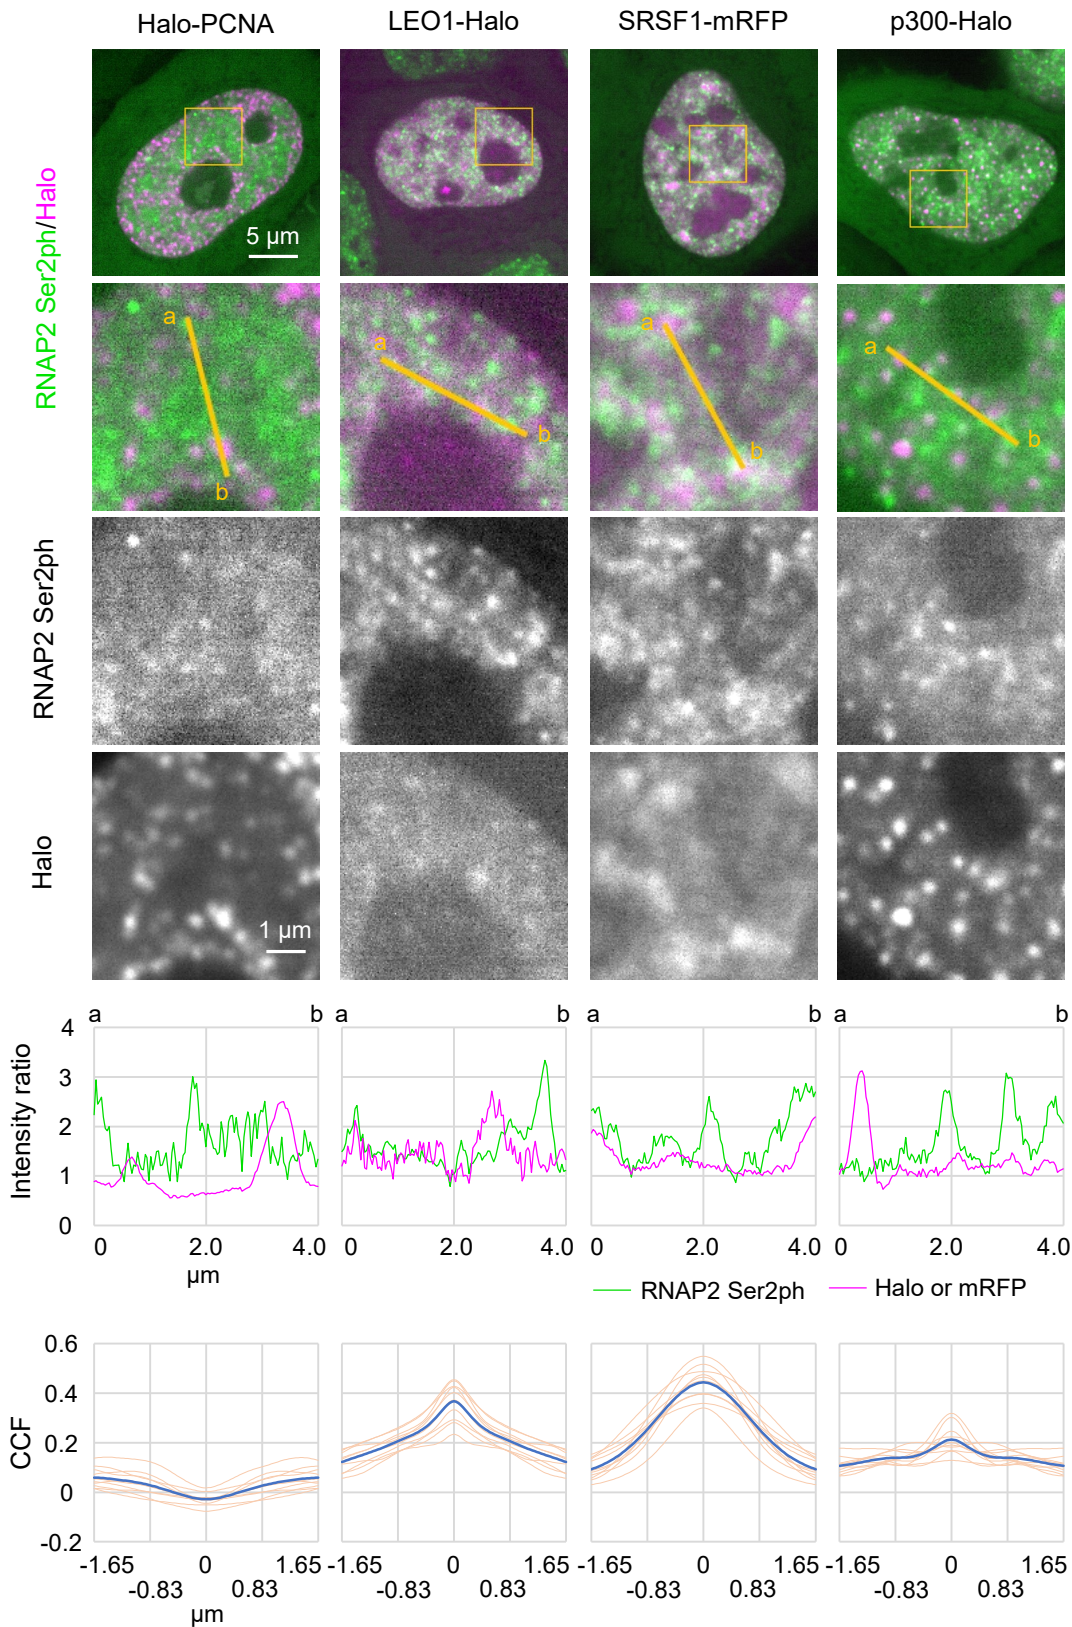 Halo-PCNA LEO1-Halo SRSF1-mRFP p300-Halo
RNAP2 Ser2ph/Halo
5 µm
a
b
a
b
a
b
a
b
RNAP2 Ser2ph
Halo
1 µm
a b a b a b a b
Intensity ratio
4
3
2
1
0
0 2.0 4.0 0 2.0 4.0 0 2.0 4.0 0 2.0 4.0
µm
RNAP2 Ser2ph Halo or mRFP
CCF
0.6
0.4
0.2
0
-0.2
-1.65 0 1.65 -1.65 0 1.65 -1.65 0 1.65 -1.65 0 1.65
-0.83 0.83 -0.83 0.83 -0.83 0.83 -0.83 0.83
µm